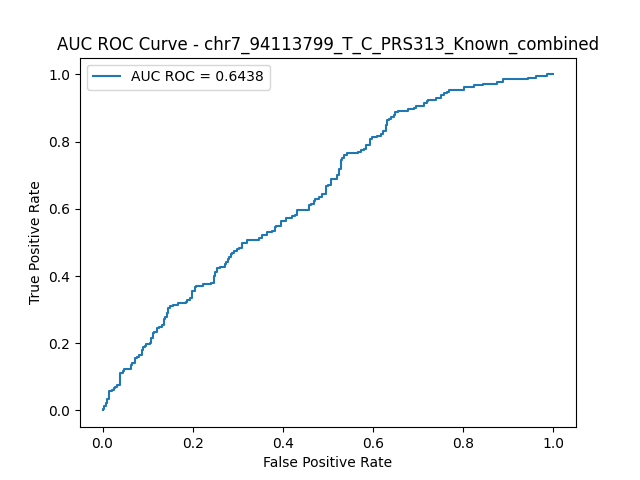 AUC ROC Curve - chr7_94113799_T_C_PRS313_Known_combined
AUC ROC = 0.6438
1.0
0.8
0.6
0.4
0.2
0.0
True Positive Rate
0.0 0.2 0.4 0.6 0.8 1.0
False Positive Rate